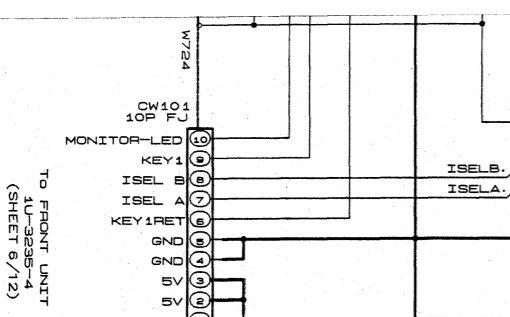 W724
CW101
10P FJ
MONITOR-LED 10
KEY1 9
ISEL B 8
ISEL A 7
KEY1RET 6
GND 5
GND 4
5V 3
5V 2
ISELB.
ISELA.
TO FRONT UNIT
1U-3235-4
(SHEET 6/12)